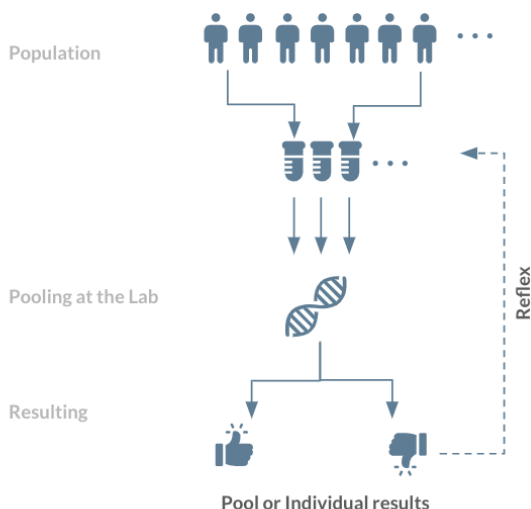 Population
Pooling at the Lab
Reflex
Resulting
Pool or Individual results